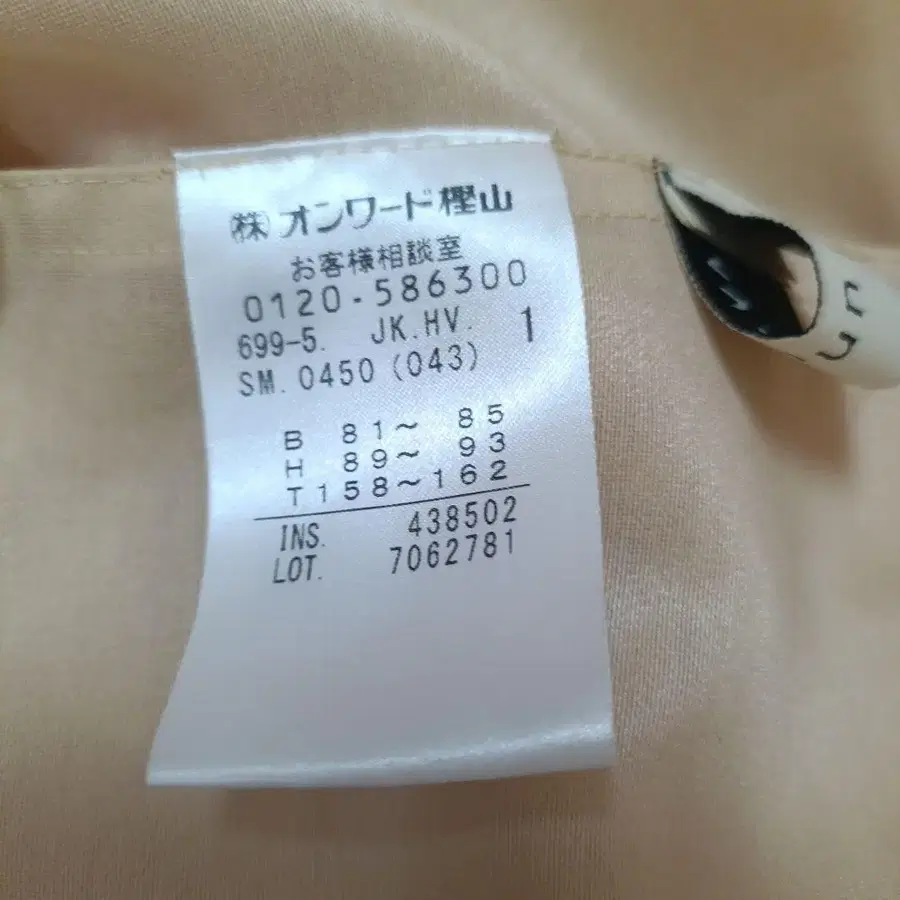 ㈱オンワード樫山
お客様相談室
0120-586300
699-5. JK.HV. 1
SM.0450(043)
B 81～ 85
H 89～ 93
T158～162
INS. 438502
LOT. 7062781